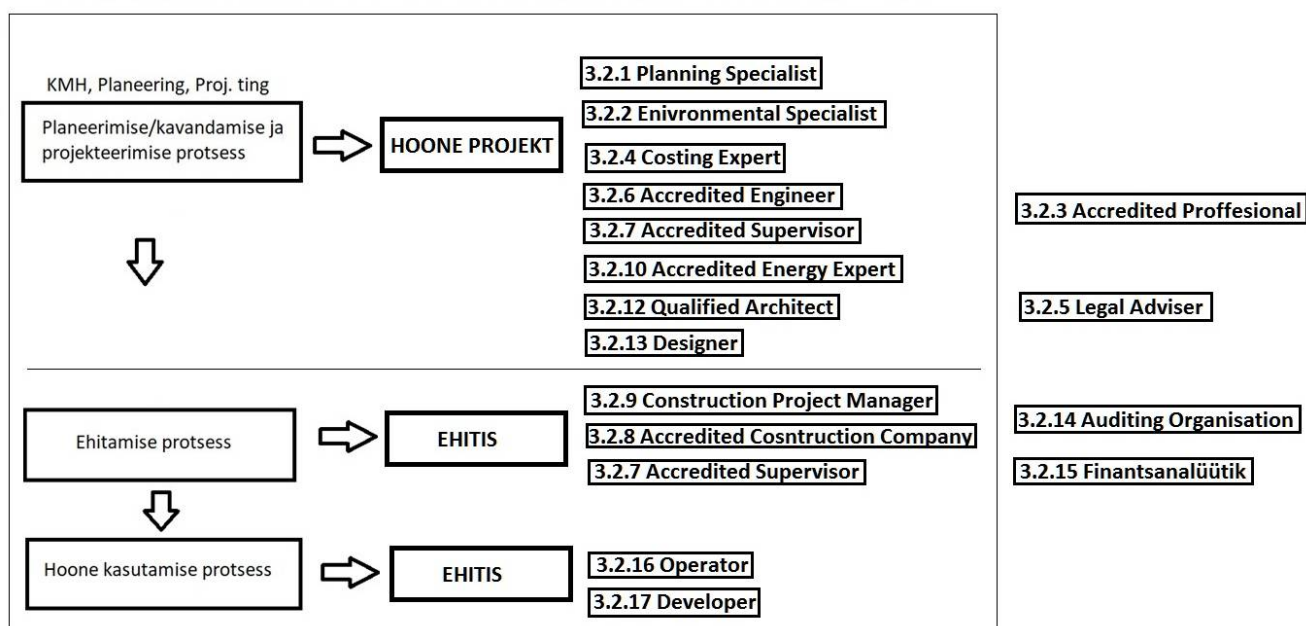 KMH, Planeering, Proj. ting
Planeerimise/kavandamise ja
projekteerimise protsess
HOONE PROJEKT
3.2.1 Planning Specialist
3.2.2 Enivronmental Specialist
3.2.4 Costing Expert
3.2.6 Accredited Engineer
3.2.7 Accredited Supervisor
3.2.10 Accredited Energy Expert
3.2.12 Qualified Architect
3.2.13 Designer
3.2.3 Accredited Proffesional
3.2.5 Legal Adviser
Ehitamise protsess
EHITIS
3.2.9 Construction Project Manager
3.2.8 Accredited Cosntruction Company
3.2.7 Accredited Supervisor
3.2.14 Auditing Organisation
3.2.15 Finantsanalüütik
Hoone kasutamise protsess
EHITIS
3.2.16 Operator
3.2.17 Developer